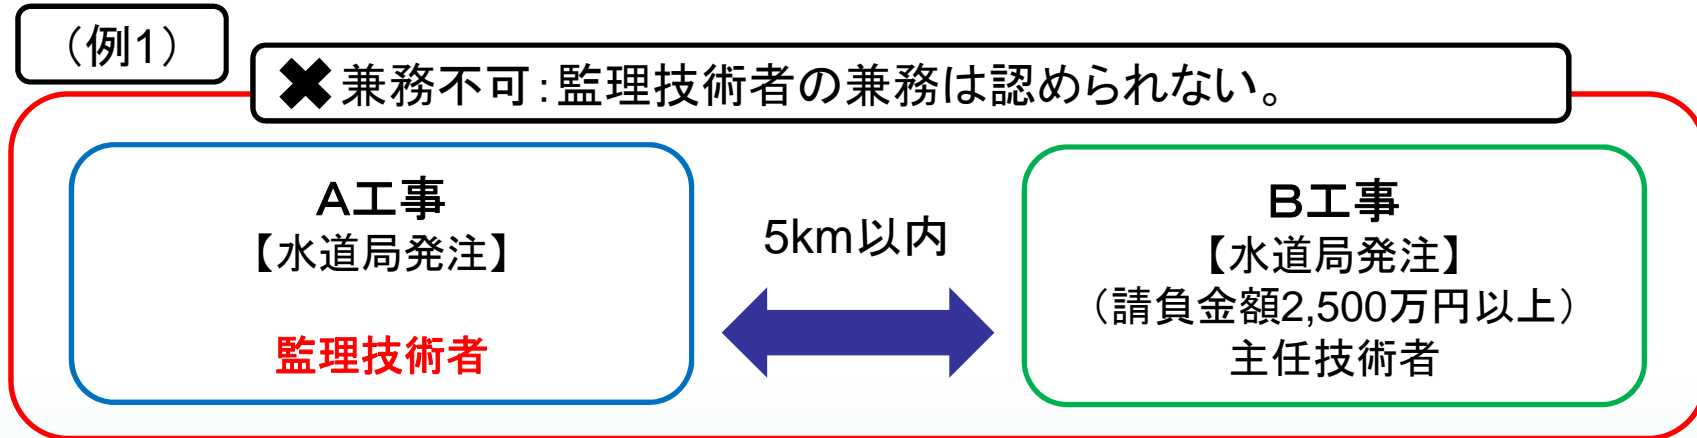 （例1）
✖兼務不可：監理技術者の兼務は認められない。
A工事
【水道局発注】
監理技術者
5km以内
B工事
【水道局発注】
（請負金額2,500万円以上）
主任技術者